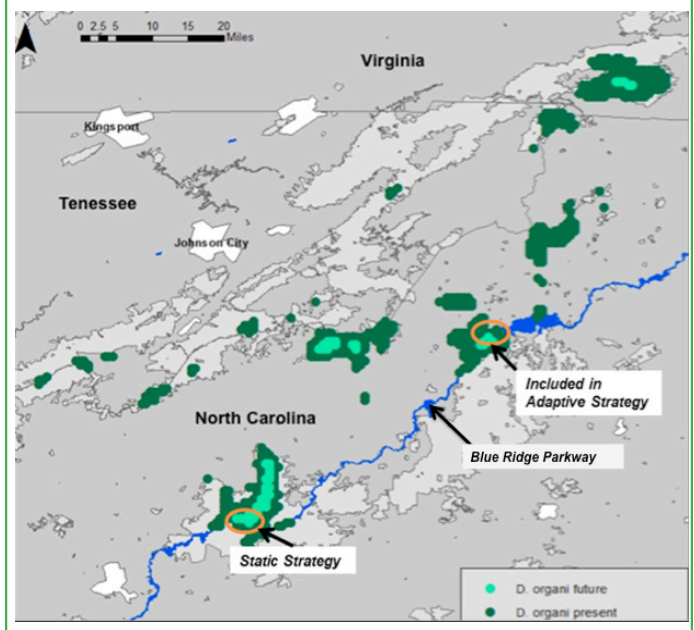 N
0 2.5 5 10 15 20
Miles
Virginia
Kingsport
Tenessee
Johnson City
Included in
Adaptive Strategy
North Carolina
Blue Ridge Parkway
Static Strategy
D. organi future
D. organi present